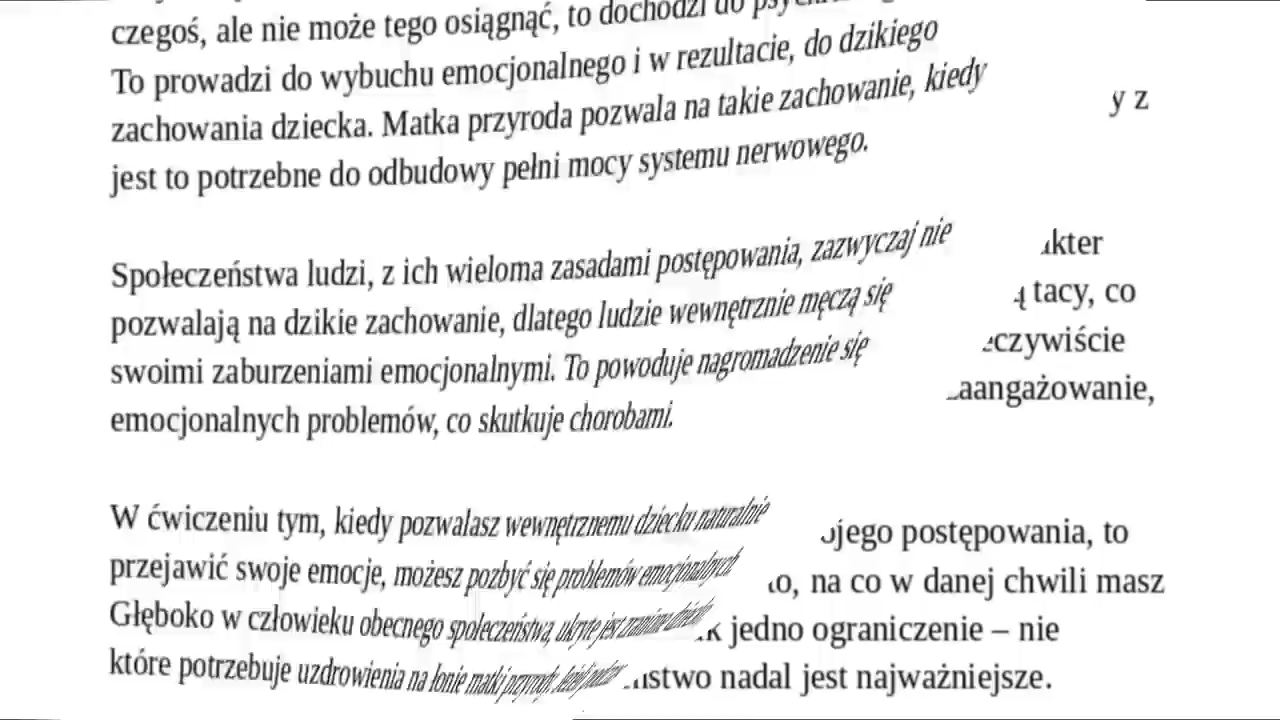 czegoś, ale nie może tego osiągnąć, to dochodzi do
To prowadzi do wybuchu emocjonalnego i w rezultacie, do dzikiego
zachowania dziecka. Matka przyroda pozwala na takie zachowanie, kiedy
jest to potrzebne do odbudowy pełni mocy systemu nerwowego.
Społeczeństwa ludzi, z ich wieloma zasadami postępowania, zazwyczaj nie
pozwalają na dzikie zachowanie, dlatego ludzie wewnętrznie męczą się
swoimi zaburzeniami emocjonalnymi. To powoduje nagromadzenie się
emocjonalnych problemów, co skutkuje chorobami.
W ćwiczeniu tym, kiedy pozwalasz wewnętrznemu dziecku naturalnie
przejawić swoje emocje, możesz pozbyć się problemów emocjonalnych
Głęboko w człowieku obecnego społeczeństwa, ukryte jest
które potrzebuje uzdrowienia na łonie matki przyrody.
y z
tacy, co
postępowania, to
na co w danej chwili masz
jedno ograniczenie – nie
nadal jest najważniejsze.